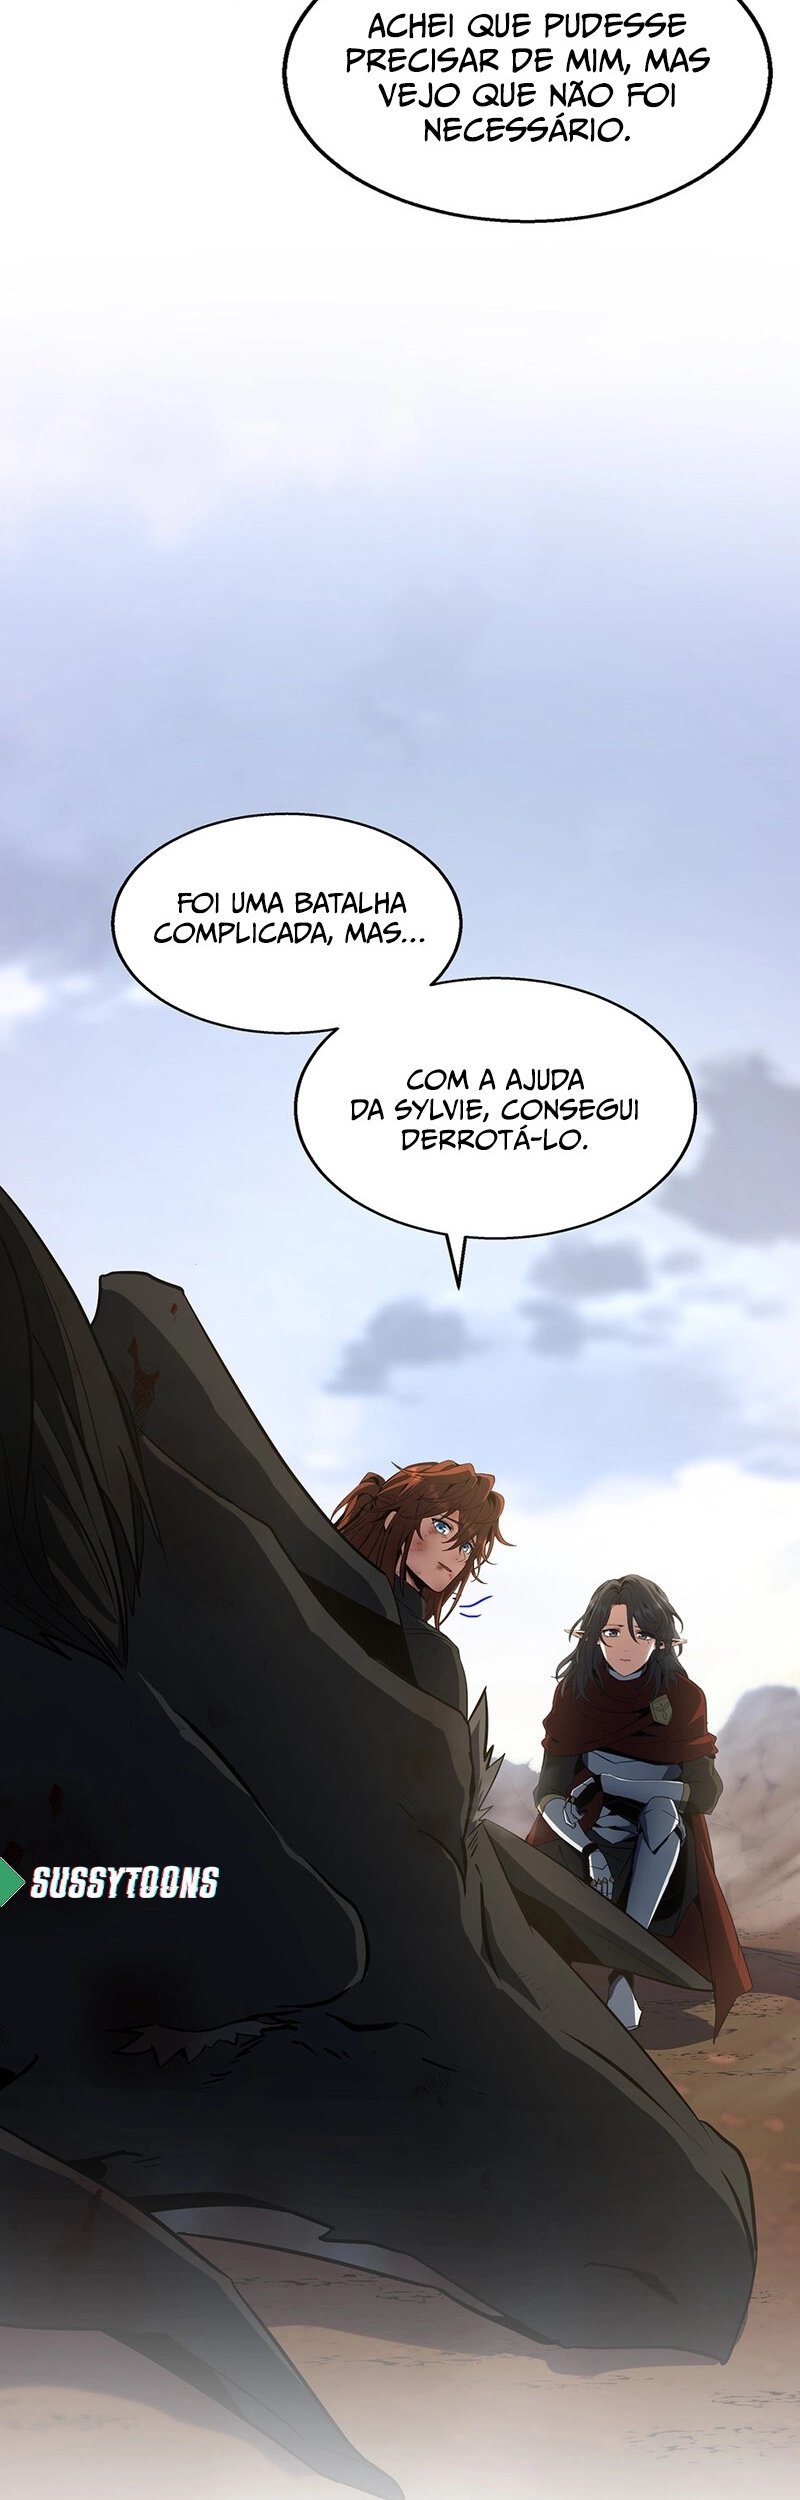 ACHEI QUE PUDESSE
PRECISAR DE MIM, MAS
VEJO QUE NÃO FOI
NECESSÁRIO.
FOI UMA BATALHA
COMPLICADA, MAS...
COM A AJUDA
DA SYLVIE, CONSEGUI
DERROTÁ-LO.
SUSSYTOONS